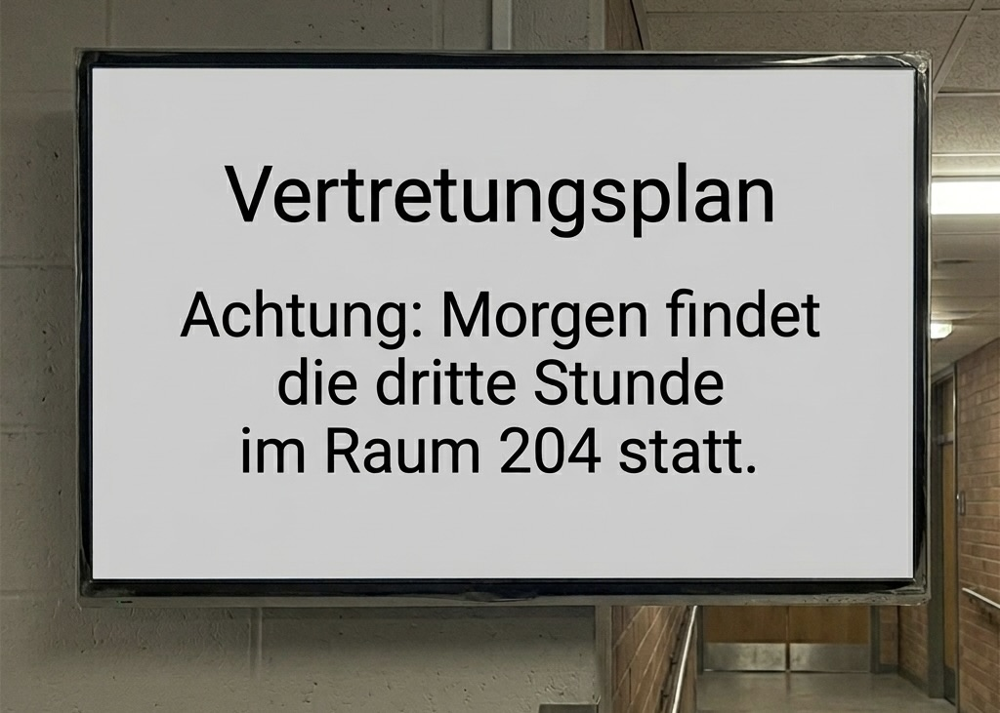 Vertretungsplan
Achtung: Morgen findet
die dritte Stunde
im Raum 204 statt.